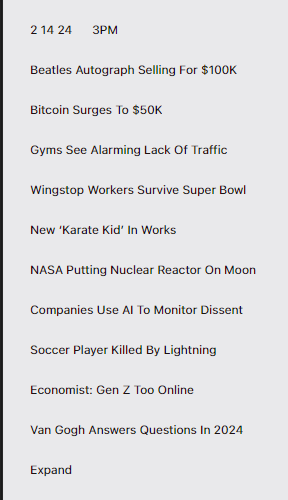 2 14 24 3PM
Beatles Autograph Selling For $100K
Bitcoin Surges To $50K
Gyms See Alarming Lack Of Traffic
Wingstop Workers Survive Super Bowl
New ‘Karate Kid’ In Works
NASA Putting Nuclear Reactor On Moon
Companies Use AI To Monitor Dissent
Soccer Player Killed By Lightning
Economist: Gen Z Too Online
Van Gogh Answers Questions In 2024
Expand